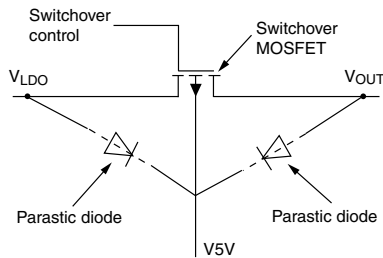 Switchover
control
Switchover
MOSFET
VLDO
VOUT
Parastic diode
Parastic diode
V5V